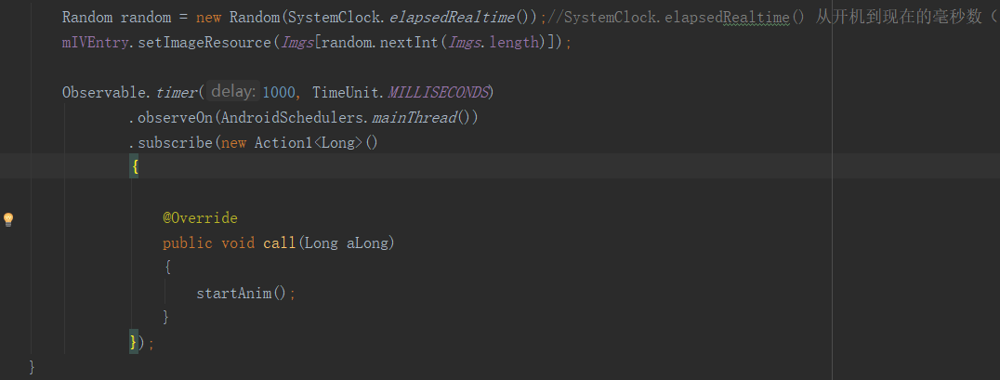 Random random = new Random(SystemClock.elapsedRealtime());//SystemClock.elapsedRealtime() 从开机到现在的毫秒数（
mIVEntry.setImageResource(Imgs[random.nextInt(Imgs.length)]);
Observable.timer( delay: 1000, TimeUnit.MILLISECONDS)
.observeOn(AndroidSchedulers.mainThread())
.subscribe(new Action1<Long>()
{
@Override
public void call(Long aLong)
{
startAnim();
}
});
}